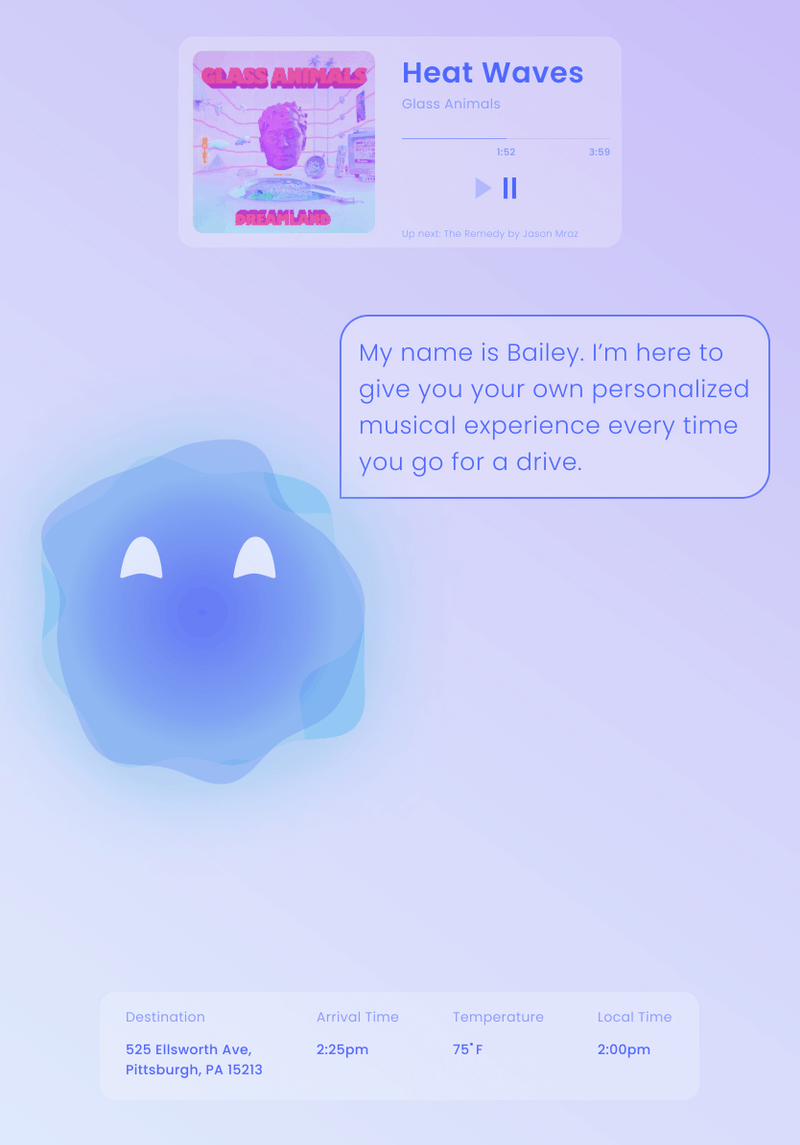 GLASS ANIMALS
DREAMLAND
Heat Waves
Glass Animals
1:52 3:59
Up next: The Remedy by Jason Mraz
My name is Bailey. I’m here to
give you your own personalized
musical experience every time
you go for a drive.
Destination Arrival Time Temperature Local Time
525 Ellsworth Ave, 2:25pm 75˚F 2:00pm
Pittsburgh, PA 15213